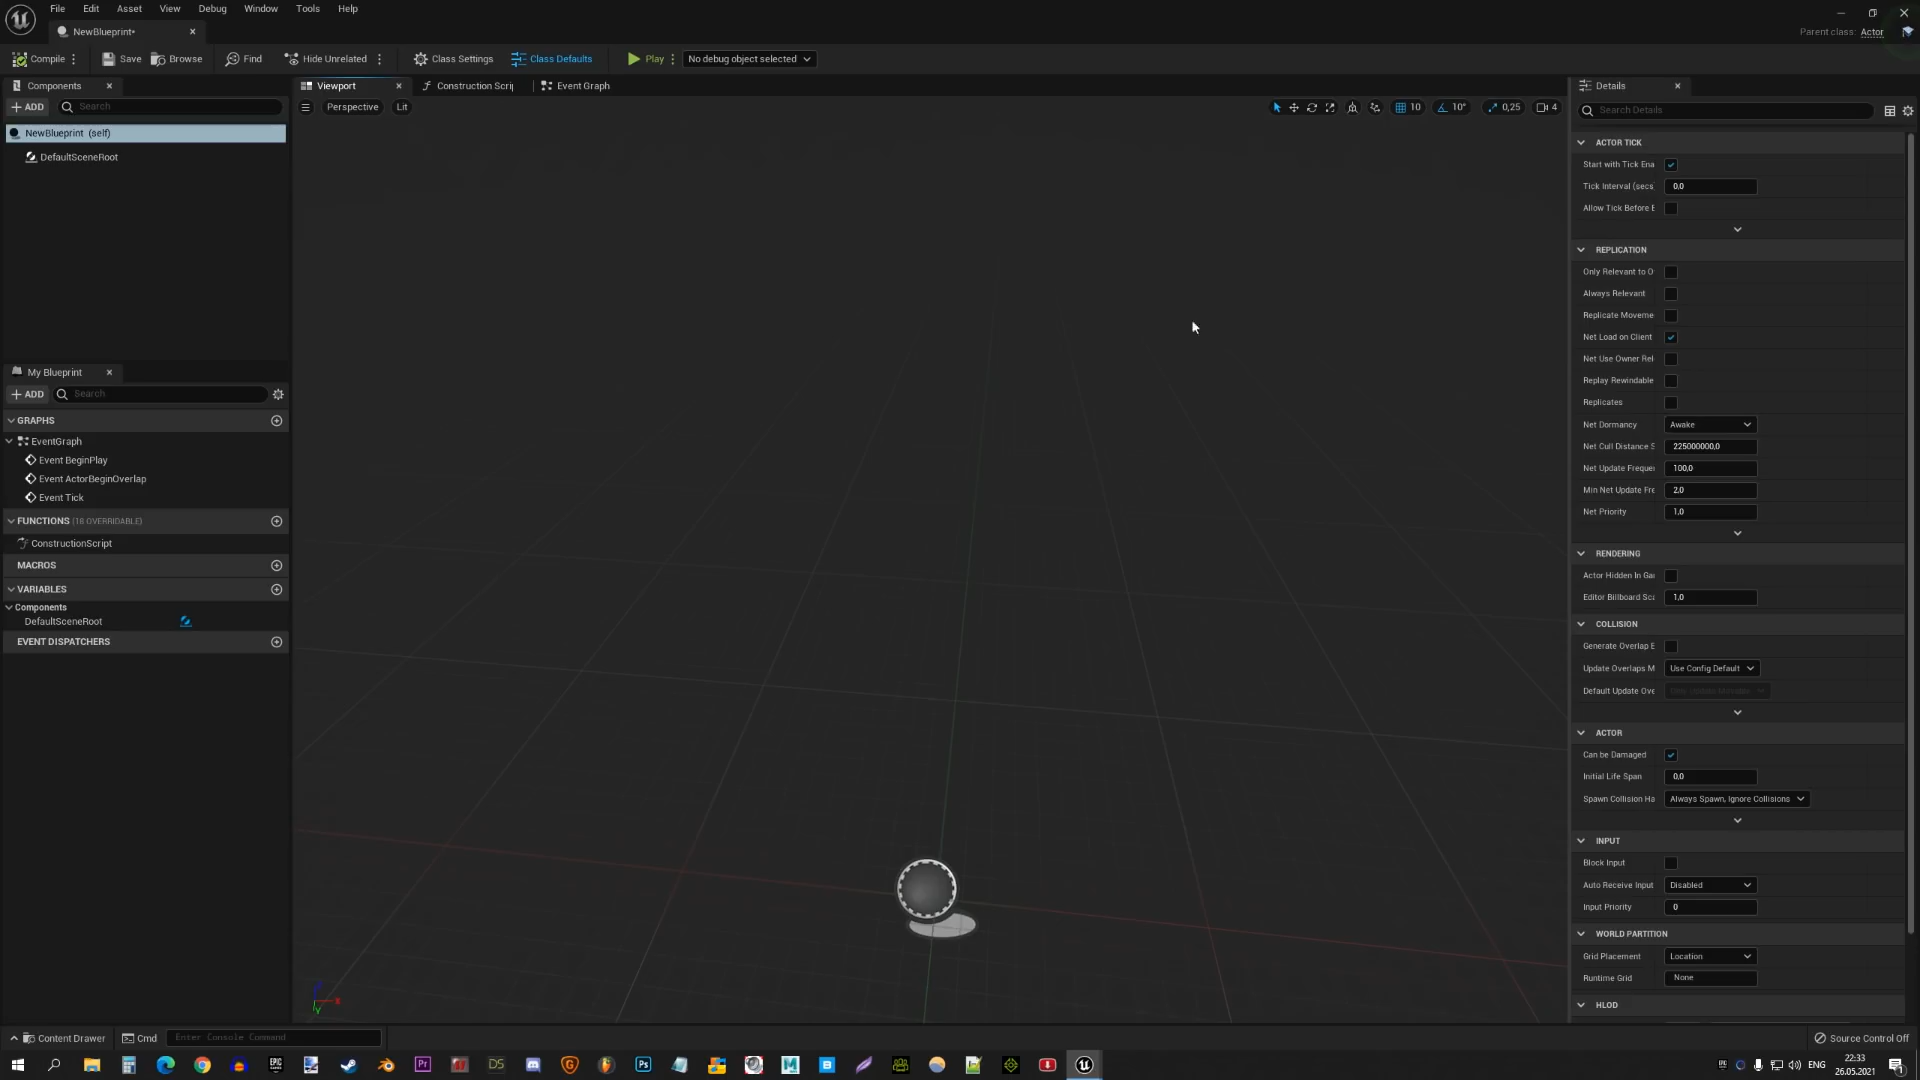 File Edit Asset View Debug Window Tools Help
NewBlueprint*
Parent class: Actor
Compile Save Browse Find Hide Unrelated Class Settings Class Defaults Play No debug object selected
Components
Viewport Construction Scrip Event Graph
Details
ADD Search
Perspective Lit
10 10° 0,25 4
Search Details
NewBlueprint (self)
DefaultSceneRoot
ACTOR TICK
Start with Tick Ena
Tick Interval (secs 0,0
Allow Tick Before B
REPLICATION
Only Relevant to O
Always Relevant
Replicate Moveme
Net Load on Client
Net Use Owner Rel
Replay Rewindable
Replicates
Net Dormancy Awake
Net Cull Distance S 225000000,0
Net Update Frequen 100,0
Min Net Update Fre 2,0
Net Priority 1,0
RENDERING
Actor Hidden In Ga
Editor Billboard Sca 1,0
COLLISION
Generate Overlap E
Update Overlaps M Use Config Default
Default Update Ove
ACTOR
Can be Damaged
Initial Life Span 0,0
Spawn Collision Ha Always Spawn, Ignore Collisions
INPUT
Block Input
Auto Receive Input Disabled
Input Priority 0
WORLD PARTITION
Grid Placement Location
Runtime Grid None
HLOD
My Blueprint
ADD Search
GRAPHS
EventGraph
Event BeginPlay
Event ActorBeginOverlap
Event Tick
FUNCTIONS (18 OVERRIDABLE)
ConstructionScript
MACROS
VARIABLES
Components
DefaultSceneRoot
EVENT DISPATCHERS
Z X Y
Content Drawer Cmd Enter Console Command
Source Control Off
Pr DS Ps M B
ENG
22:33
26.05.2021